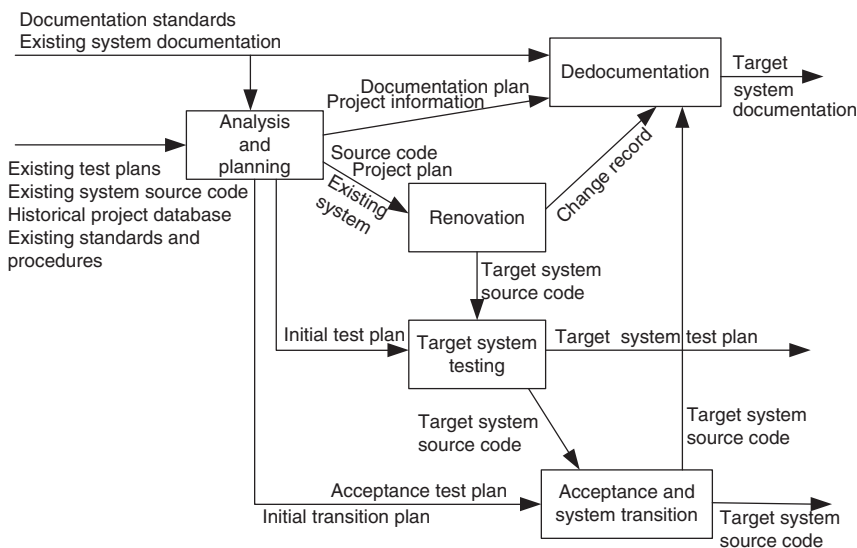 Documentation standards
Existing system documentation
Dedocumentation
Target
system
documentation
Documentation plan
Project information
Analysis
and
planning
Existing test plans
Existing system source code
Historical project database
Existing standards and
procedures
Source code
Project plan
Existing
system
Renovation
Change record
Target system
source code
Initial test plan
Target system
testing
Target system test plan
Target system
source code
Target system
source code
Acceptance test plan
Initial transition plan
Acceptance and
system transition
Target system
source code